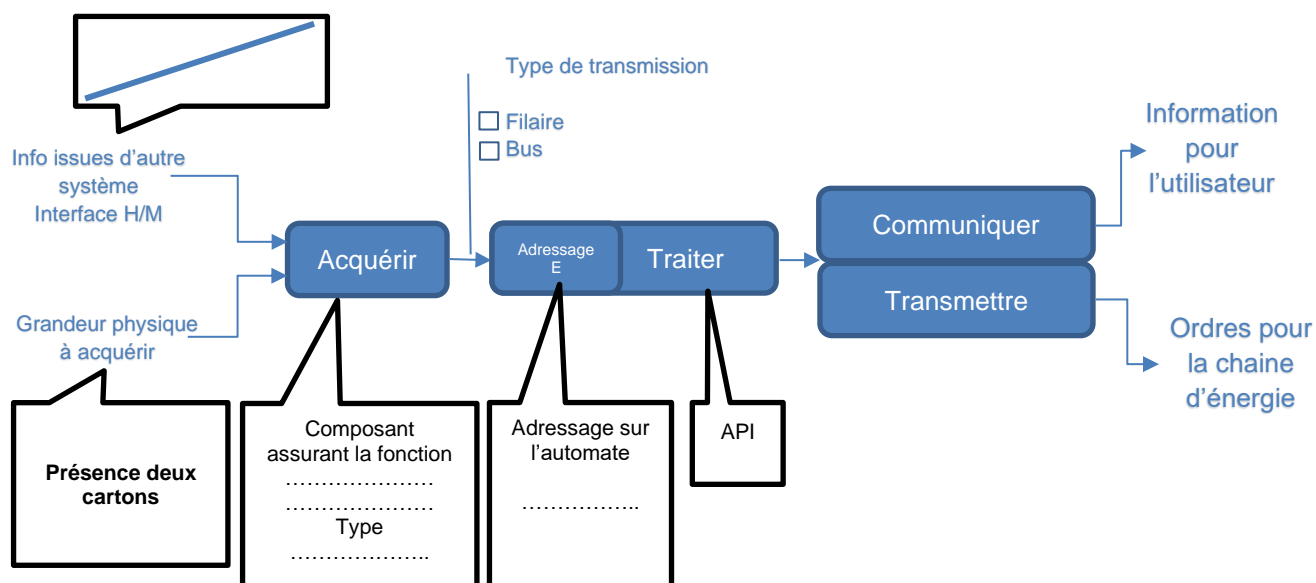 Type de transmission
Filaire
Bus
Info issues d'autre
système
Interface H/M
Grandeur physique
à acquérir
Présence deux
cartons
Acquérir
Composant
assurant la fonction
…………………
…………………
Type
………………..
Adressage
E
Traiter
Adressage sur
l'automate
……………..
API
Communiquer
Transmettre
Information
pour
l'utilisateur
Ordres pour
la chaine
d'énergie